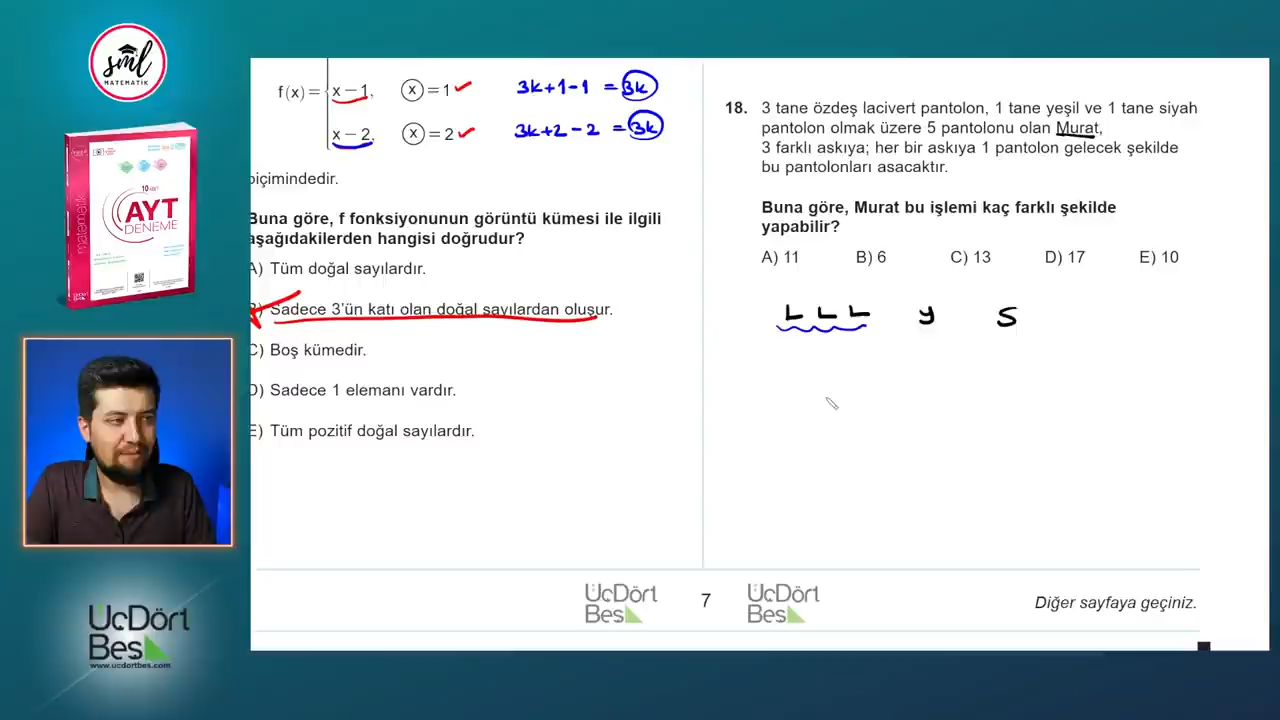 sml
MATEMATİK
10 ADET
AYT
DENEME
matematik
ÜçDört
Beş
www.ucdortbes.com
f(x) =
x – 1,
x = 1
3k+1-1 = 3k
x – 2,
x = 2
3k+2-2 = 3k
biçimindedir.
Buna göre, f fonksiyonunun görüntü kümesi ile ilgili
aşağıdakilerden hangisi doğrudur?
A) Tüm doğal sayılardır.
B) Sadece 3'ün katı olan doğal sayılardan oluşur.
C) Boş kümedir.
D) Sadece 1 elemanı vardır.
E) Tüm pozitif doğal sayılardır.
18. 3 tane özdeş lacivert pantolon, 1 tane yeşil ve 1 tane siyah
pantolon olmak üzere 5 pantolonu olan Murat,
3 farklı askıya; her bir askıya 1 pantolon gelecek şekilde
bu pantolonları asacaktır.
Buna göre, Murat bu işlemi kaç farklı şekilde
yapabilir?
A) 11 B) 6 C) 13 D) 17 E) 10
L L L y S
ÜçDört
Beş
7
ÜçDört
Beş
Diğer sayfaya geçiniz.